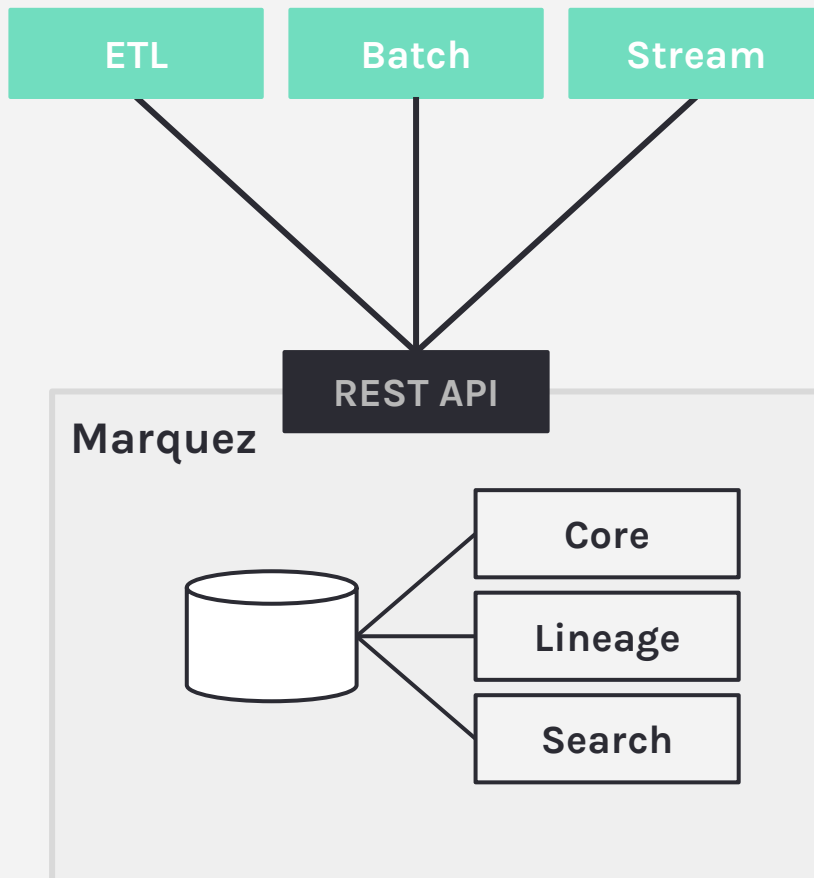 ETL
Batch
Stream
REST API
Marquez
Core
Lineage
Search